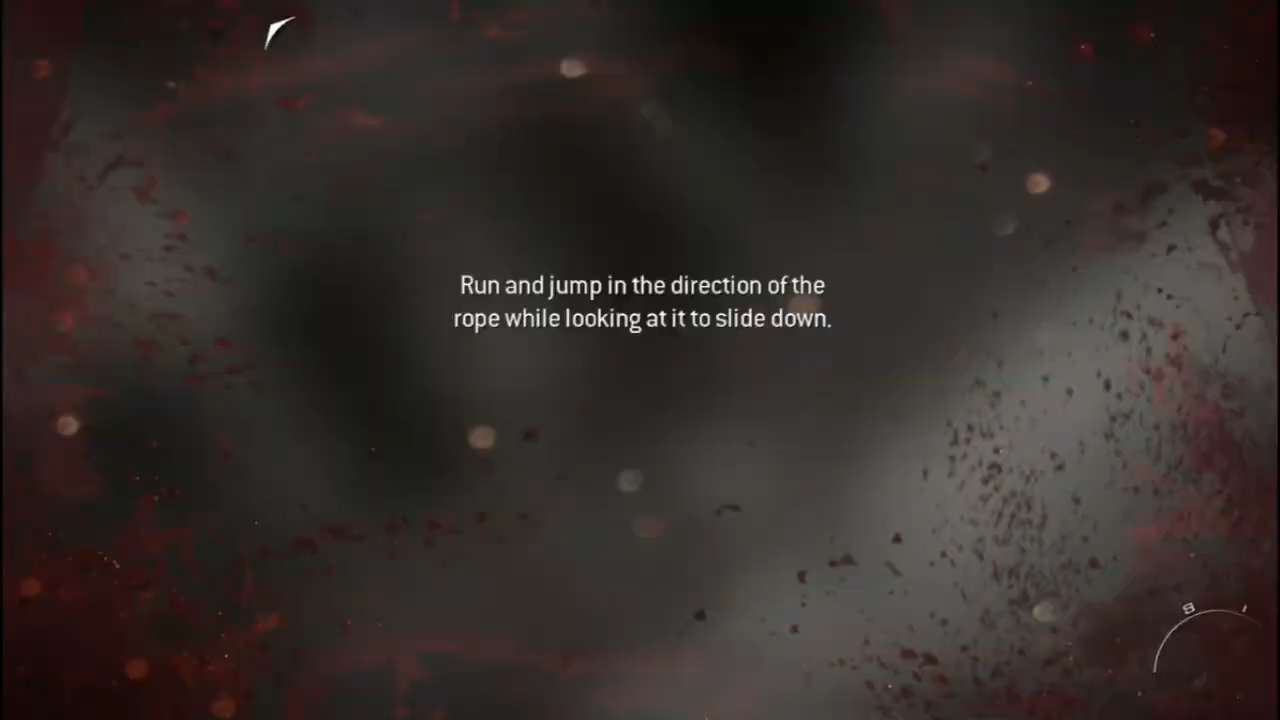 Run and jump in the direction of the
rope while looking at it to slide down.
S